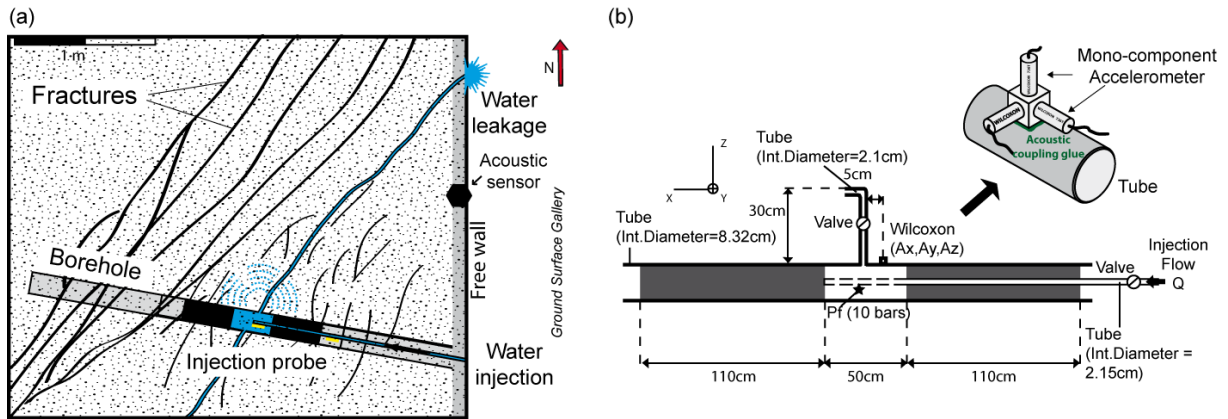 (a)
1 m
N
Fractures
Water
leakage
Acoustic
sensor
Free wall
Ground Surface Gallery
Borehole
Injection probe
Water
injection
(b)
Mono-component
Accelerometer
WILCOXON
Acoustic
coupling glue
Tube
Tube
(Int.Diameter=2.1cm)
5cm
Z
X
Y
30cm
Valve
Wilcoxon
(Ax,Ay,Az)
Tube
(Int.Diameter=8.32cm)
Valve
Injection
Flow
Q
Pf (10 bars)
Tube
(Int.Diameter =
2.15cm)
110cm
50cm
110cm